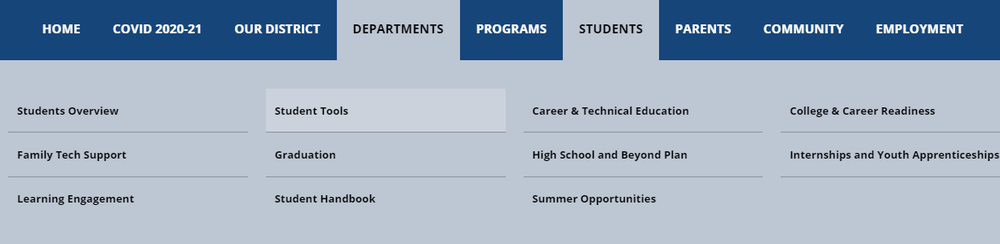 HOME COVID 2020-21 OUR DISTRICT DEPARTMENTS PROGRAMS STUDENTS PARENTS COMMUNITY EMPLOYMENT
Students Overview Student Tools Career & Technical Education College & Career Readiness
Family Tech Support Graduation High School and Beyond Plan Internships and Youth Apprenticeships
Learning Engagement Student Handbook Summer Opportunities